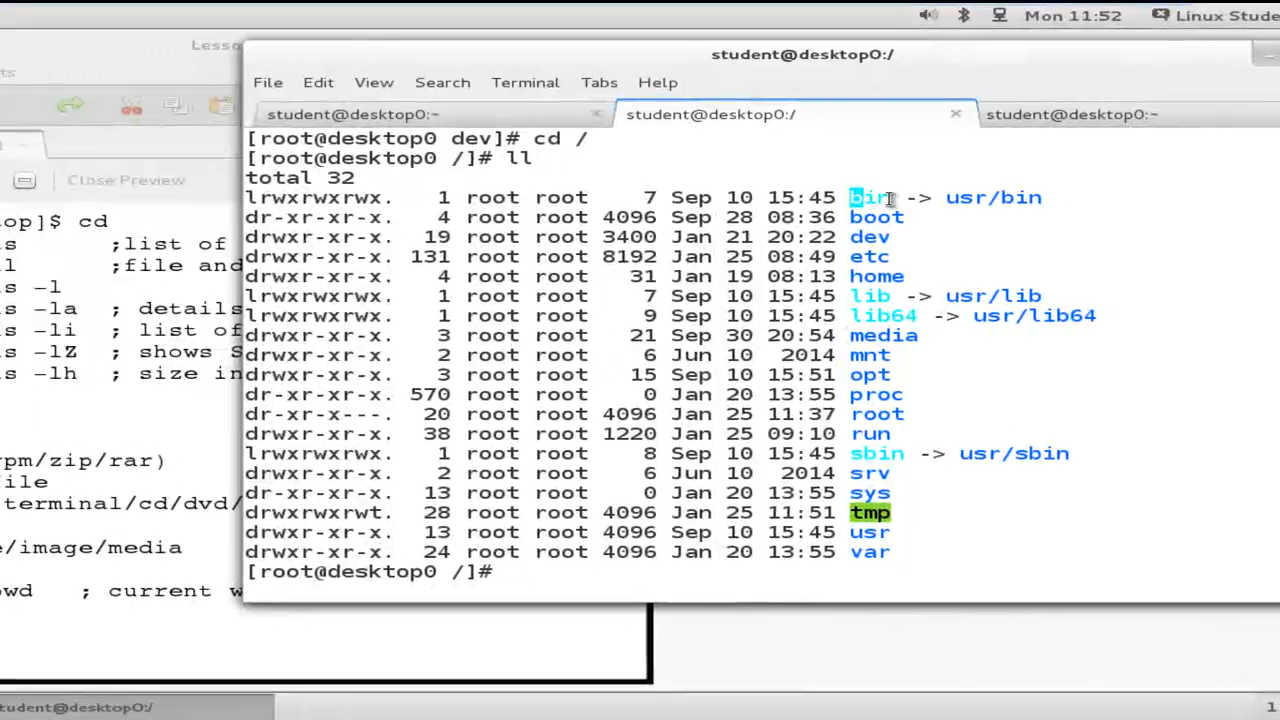 Mon 11:52 Linux Stude
Lesso
student@desktop0:/
ts
File Edit View Search Terminal Tabs Help
student@desktop0:~ student@desktop0:/ student@desktop0:~
Close Preview
[root@desktop0 dev]# cd /
[root@desktop0 /]# ll
total 32
lrwxrwxrwx. 1 root root 7 Sep 10 15:45 bin -> usr/bin
dr-xr-xr-x. 4 root root 4096 Sep 28 08:36 boot
drwxr-xr-x. 19 root root 3400 Jan 21 20:22 dev
drwxr-xr-x. 131 root root 8192 Jan 25 08:49 etc
drwxr-xr-x. 4 root root 31 Jan 19 08:13 home
lrwxrwxrwx. 1 root root 7 Sep 10 15:45 lib -> usr/lib
lrwxrwxrwx. 1 root root 9 Sep 10 15:45 lib64 -> usr/lib64
drwxr-xr-x. 3 root root 21 Sep 30 20:54 media
drwxr-xr-x. 2 root root 6 Jun 10 2014 mnt
drwxr-xr-x. 3 root root 15 Sep 10 15:51 opt
dr-xr-xr-x. 570 root root 0 Jan 20 13:55 proc
dr-xr-x---. 20 root root 4096 Jan 25 11:37 root
drwxr-xr-x. 38 root root 1220 Jan 25 09:10 run
lrwxrwxrwx. 1 root root 8 Sep 10 15:45 sbin -> usr/sbin
drwxr-xr-x. 2 root root 6 Jun 10 2014 srv
dr-xr-xr-x. 13 root root 0 Jan 20 13:55 sys
drwxrwxrwt. 28 root root 4096 Jan 25 11:51 tmp
drwxr-xr-x. 13 root root 4096 Sep 10 15:45 usr
drwxr-xr-x. 24 root root 4096 Jan 20 13:55 var
[root@desktop0 /]#
top]$ cd
s ;list of
l ;file and
s -l
s -la ; details
s -li ; list of
s -lZ ; shows S
s -lh ; size in
rpm/zip/rar)
file
terminal/cd/dvd/
e/image/media
owd ; current w
student@desktop0:/
1